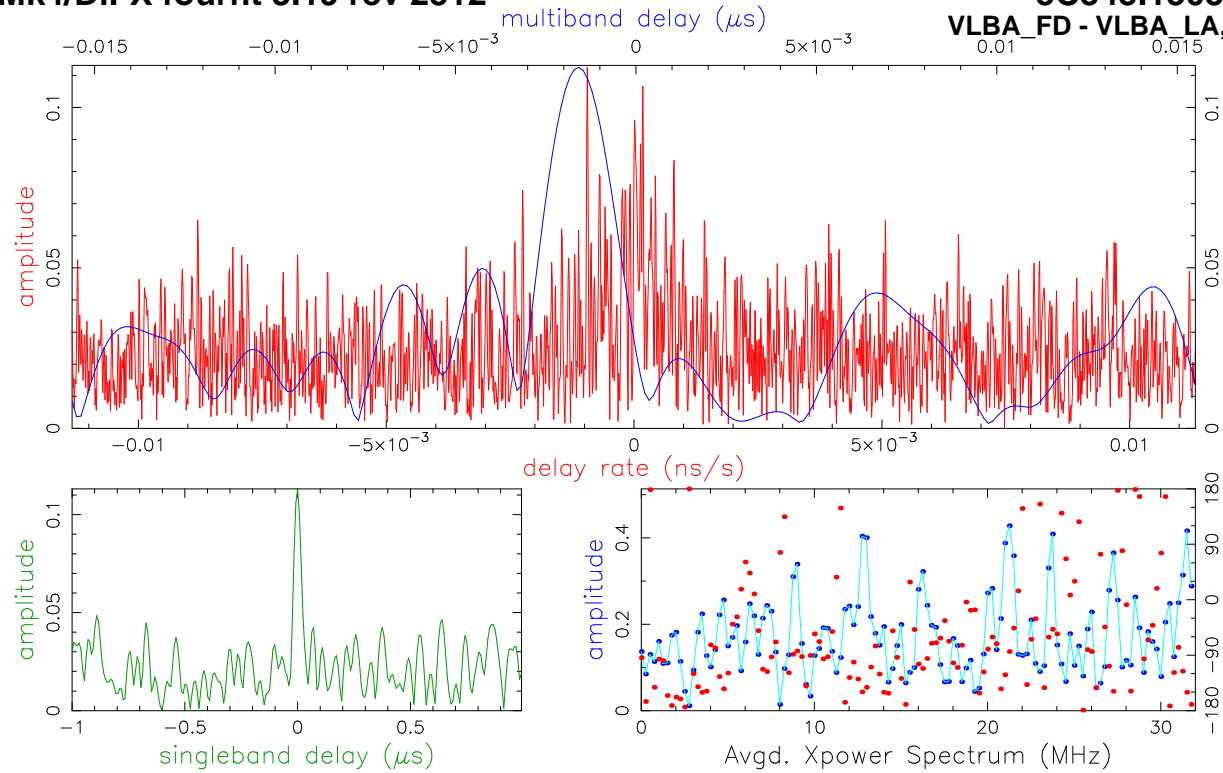 multiband delay (μs)
VLBA_FD - VLBA_LA,
−0.015 −0.01 −5×10⁻³ 0 5×10⁻³ 0.01 0.015
0.1 0.1
amplitude
0.05 0.05
0 0
−0.01 −5×10⁻³ 0 5×10⁻³ 0.01
delay rate (ns/s)
amplitude
0.1
0.05
0
−1 −0.5 0 0.5
singleband delay (μs)
amplitude
0.4
0.2
0
180
90
0
−90
−180
0 10 20 30
Avgd. Xpower Spectrum (MHz)